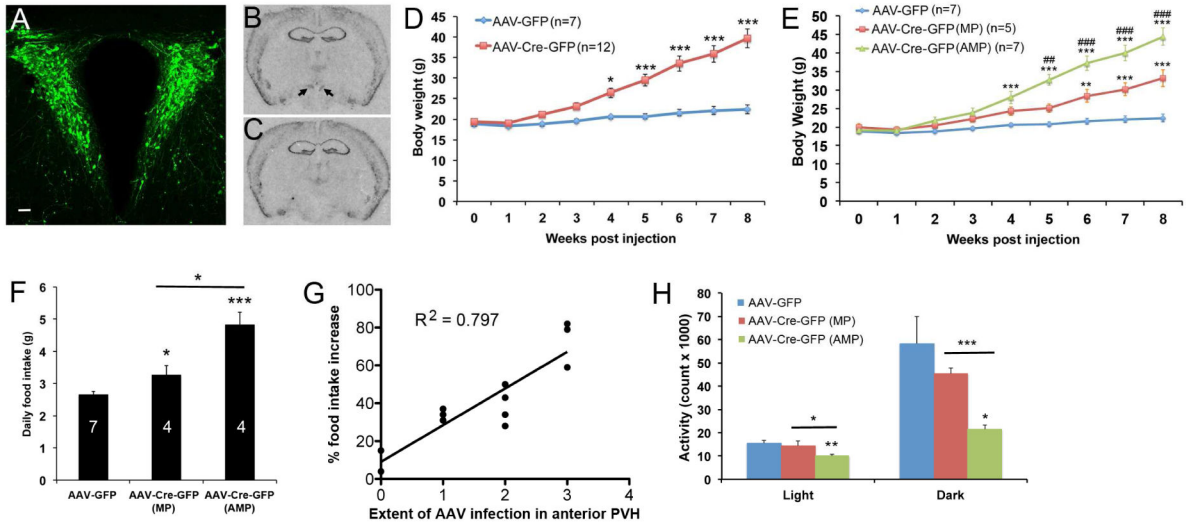 A
B
C
D
AAV-GFP (n=7)
AAV-Cre-GFP(n=12)
Body weight (g)
50
45
40
35
30
25
20
15
10
5
0
*
***
***
***
***
0 1 2 3 4 5 6 7 8
Weeks post injection
E
AAV-GFP (n=7)
AAV-Cre-GFP(MP) (n=5)
AAV-Cre-GFP(AMP) (n=7)
Body Weight (g)
50
45
40
35
30
25
20
15
10
5
0
***
##
***
###
***
###
***
###
***
**
***
***
0 1 2 3 4 5 6 7 8
Weeks post injection
F
Daily food intake (g)
6
5
4
3
2
1
0
*
*
***
7 4 4
AAV-GFP
AAV-Cre-GFP
(MP)
AAV-Cre-GFP
(AMP)
G
% food intake increase
100
80
60
40
20
0
R² = 0.797
0 1 2 3 4
Extent of AAV infection in anterior PVH
H
AAV-GFP
AAV-Cre-GFP (MP)
AAV-Cre-GFP (AMP)
Activity (count x 1000)
80
70
60
50
40
30
20
10
0
*
**
***
*
Light Dark